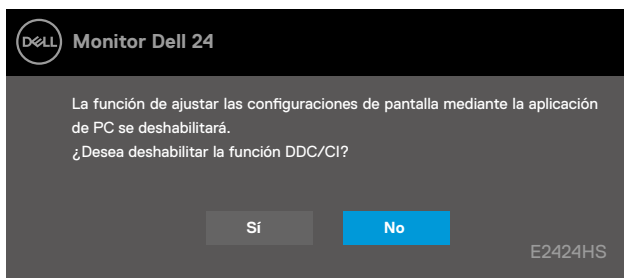 DELL Monitor Dell 24
La función de ajustar las configuraciones de pantalla mediante la aplicación
de PC se deshabilitará.
¿Desea deshabilitar la función DDC/CI?
Sí No
E2424HS